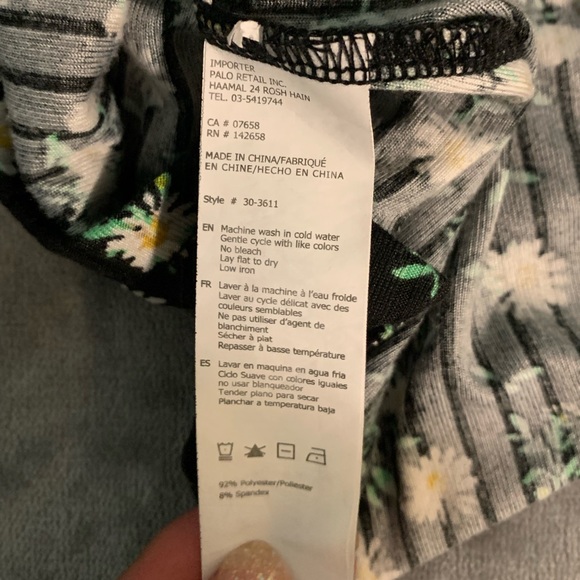 IMPORTER
PALO RETAIL INC.
HAAMAL 24 ROSH HAIN
TEL. 03-5419744
CA # 07658
RN # 142658
MADE IN CHINA/FABRIQUÉ
EN CHINE/HECHO EN CHINA
Style # 30-3611
EN Machine wash in cold water
Gentle cycle with like colors
No bleach
Lay flat to dry
Low iron
FR Laver à la machine à l'eau froide
Laver au cycle délicat avec des
couleurs semblables
Ne pas utiliser d'agent de
blanchiment
Sécher à plat
Repasser à basse température
ES Lavar en maquina en agua fria
Ciclo Suave con colores iguales
no usar blanqueador
Tender plano para secar
Planchar a temperatura baja
92% Polyester/Poliester
8% Spandex